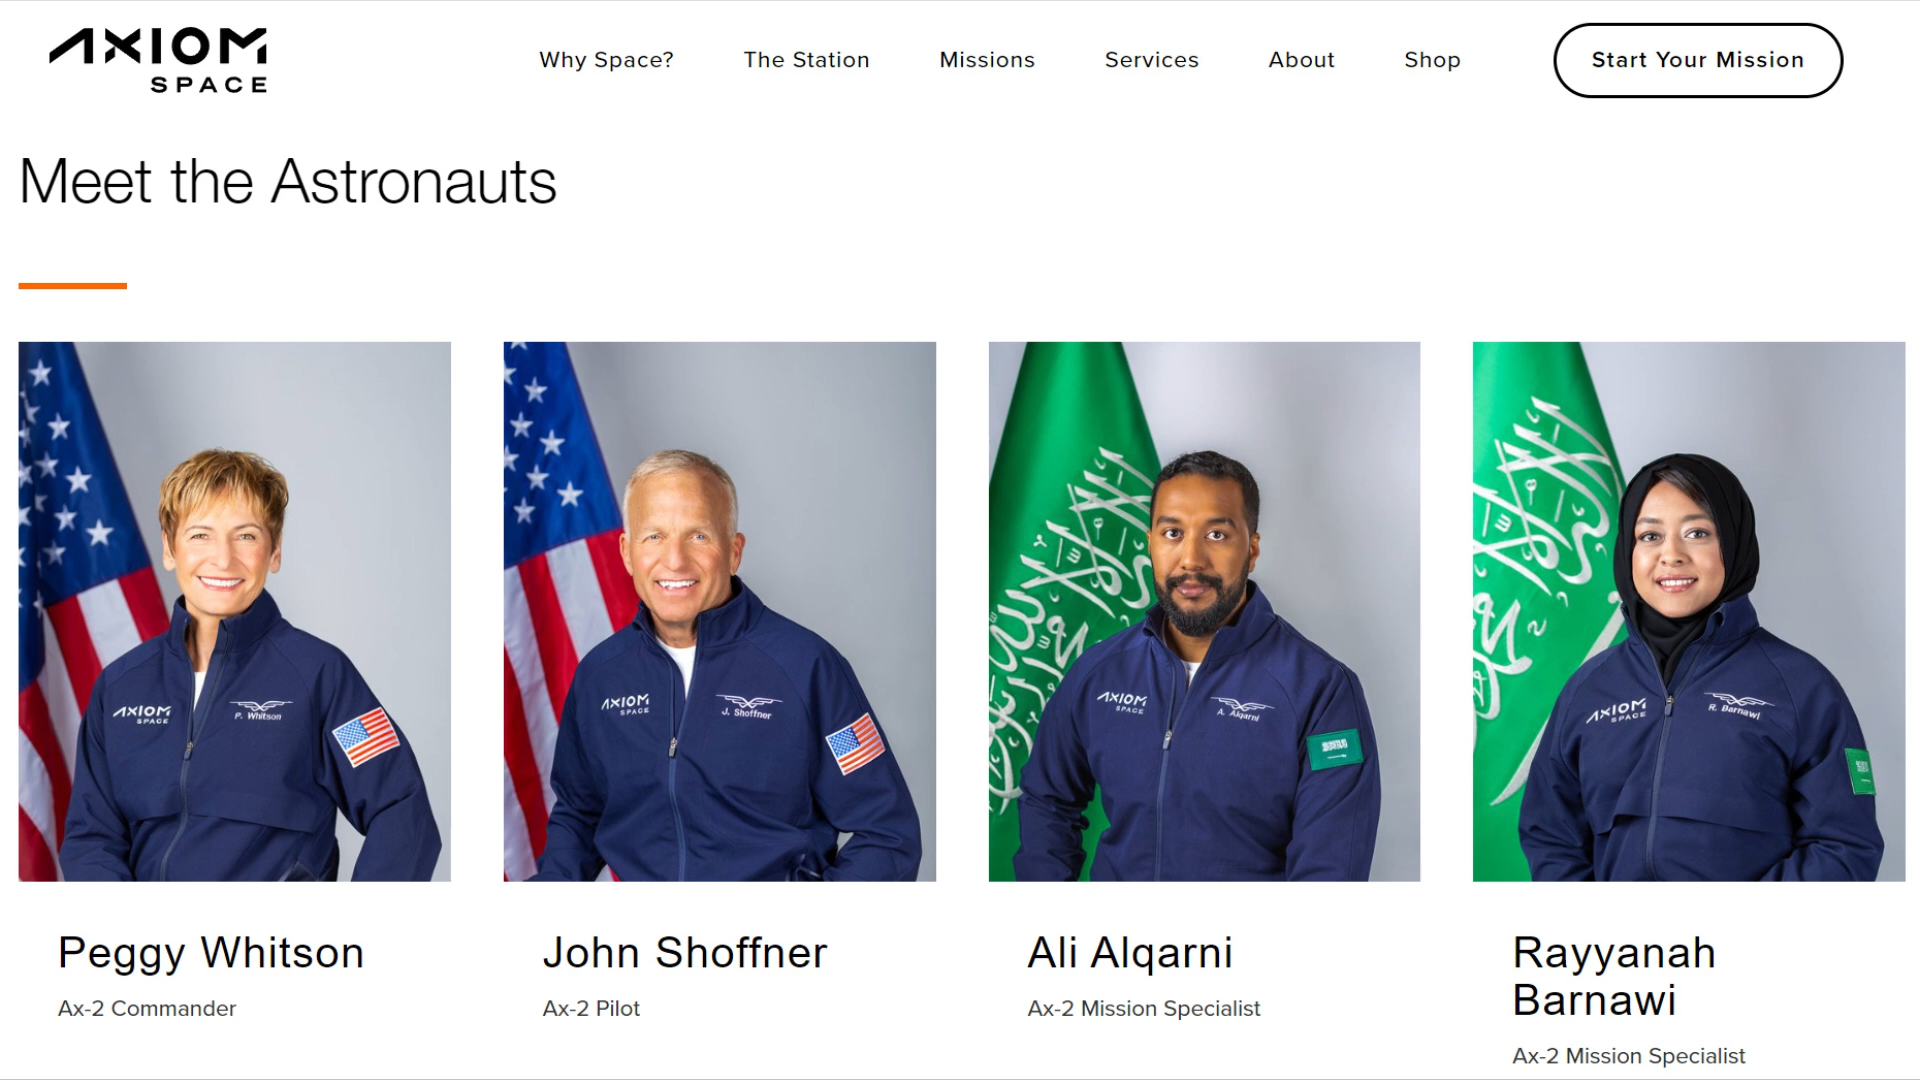 AXIOM
SPACE
Why Space?
The Station
Missions
Services
About
Shop
Start Your Mission
Meet the Astronauts
AXIOM
SPACE
P. Whitson
AXIOM
SPACE
J. Shoffner
AXIOM
SPACE
A. Alqarni
AXIOM
SPACE
R. Barnawi
Peggy Whitson
Ax-2 Commander
John Shoffner
Ax-2 Pilot
Ali Alqarni
Ax-2 Mission Specialist
Rayyanah
Barnawi
Ax-2 Mission Specialist